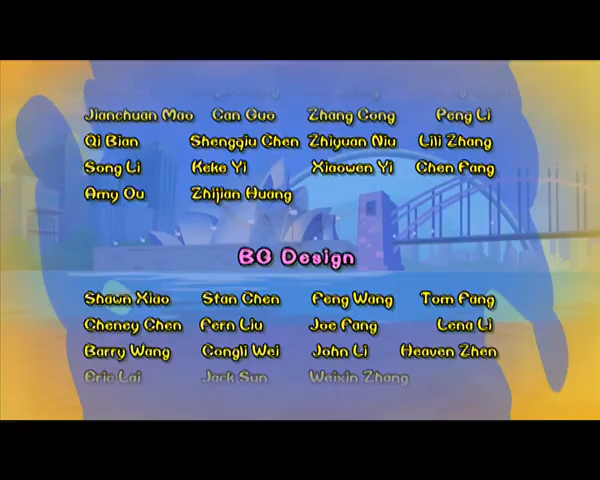 Jianchuan Mao Can Guo Zhang Cong Peng Li
Qi Bian Shengqiu Chen Zhiyuan Niu Lili Zhang
Song Li Keke Yi Xiaowen Yi Chen Fang
Amy Ou Zhijian Huang
BG Design
Shawn Xiao Stan Chen Feng Wang Tom Fang
Cheney Chen Fern Liu Joe Fang Lena Li
Barry Wang Congli Wei John Li Heaven Zhen
Eric Lai Jack Sun Weixin Zhang